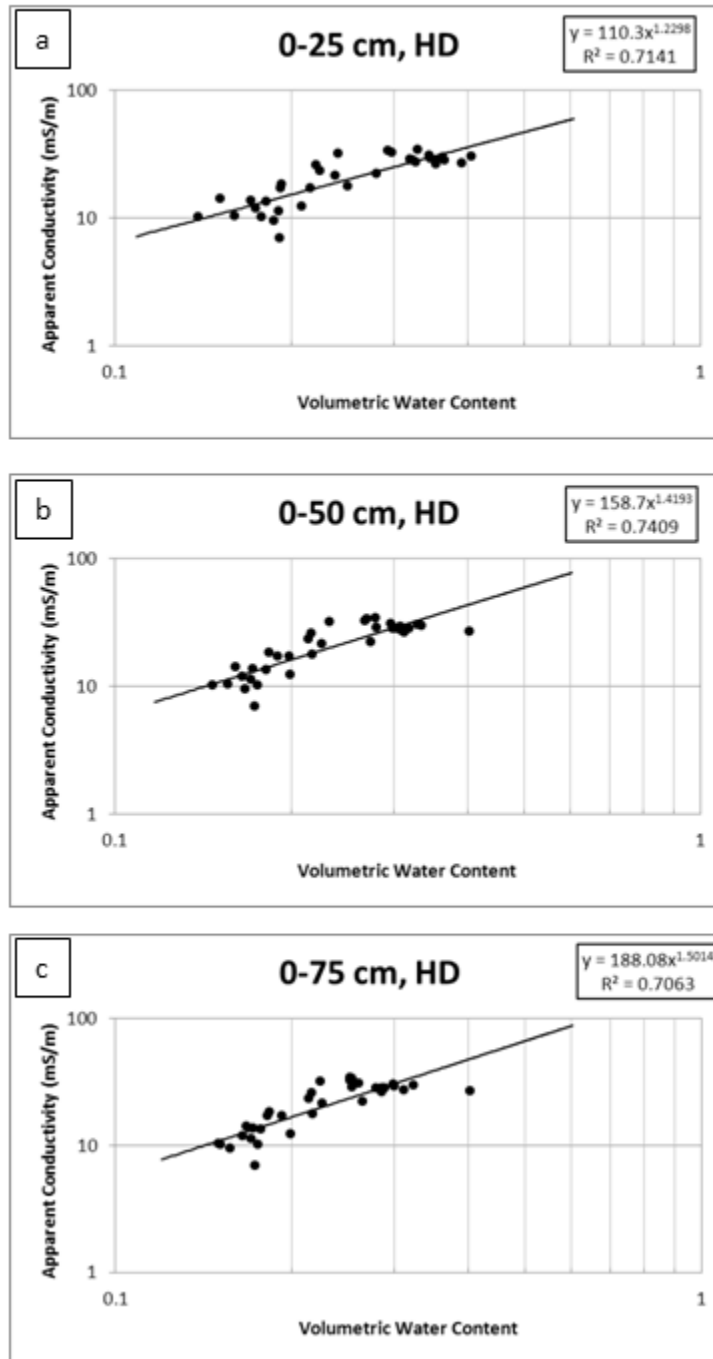 a
0-25 cm, HD
y = 110.3x^1.2298
R² = 0.7141
100
10
1
0.1
1
Apparent Conductivity (mS/m)
Volumetric Water Content
b
0-50 cm, HD
y = 158.7x^1.4193
R² = 0.7409
100
10
1
0.1
1
Apparent Conductivity (mS/m)
Volumetric Water Content
c
0-75 cm, HD
y = 188.08x^1.5014
R² = 0.7063
100
10
1
0.1
1
Apparent Conductivity (mS/m)
Volumetric Water Content